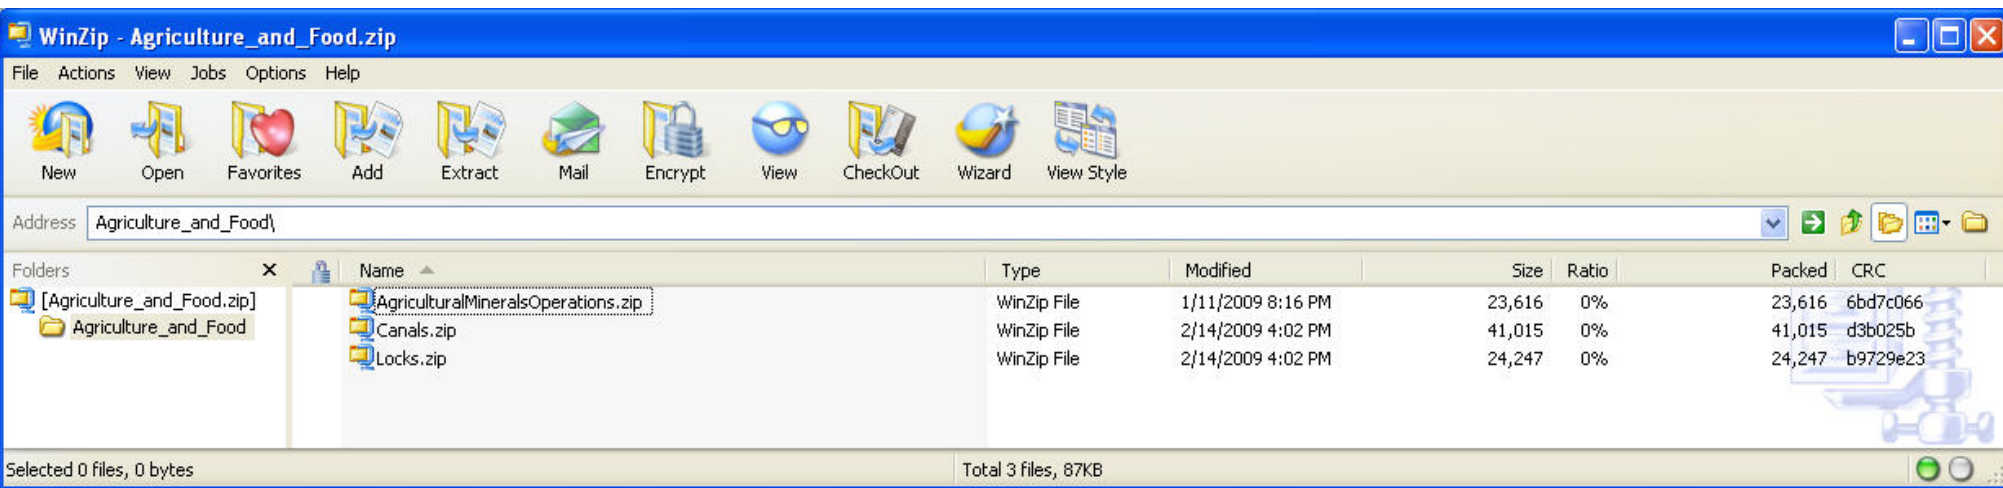 WinZip - Agriculture_and_Food.zip
File Actions View Jobs Options Help
New Open Favorites Add Extract Mail Encrypt View CheckOut Wizard View Style
Address Agriculture_and_Food\
Folders Name Type Modified Size Ratio Packed CRC
[Agriculture_and_Food.zip] AgriculturalMineralsOperations.zip WinZip File 1/11/2009 8:16 PM 23,616 0% 23,616 6bd7c066
Agriculture_and_Food Canals.zip WinZip File 2/14/2009 4:02 PM 41,015 0% 41,015 d3b025b
Locks.zip WinZip File 2/14/2009 4:02 PM 24,247 0% 24,247 b9729e23
Selected 0 files, 0 bytes Total 3 files, 87KB